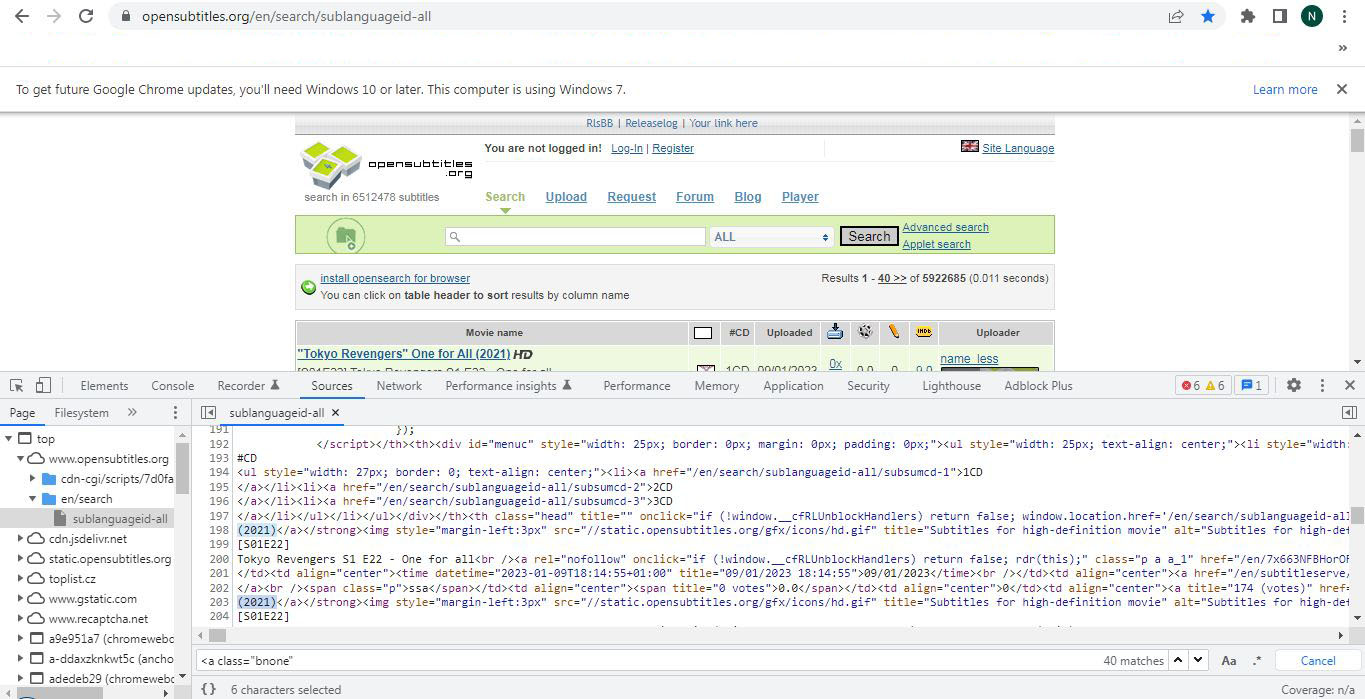 opensubtitles.org/en/search/sublanguageid-all
N
»
To get future Google Chrome updates, you'll need Windows 10 or later. This computer is using Windows 7.
Learn more
RlsBB | Releaselog | Your link here
opensubtitles
.org
You are not logged in! Log-In | Register
Site Language
search in 6512478 subtitles
Search Upload Request Forum Blog Player
ALL
Search
Advanced search
Applet search
install opensearch for browser
You can click on table header to sort results by column name
Results 1 - 40 >> of 5922685 (0.011 seconds)
Movie name #CD Uploaded IMDb Uploader
"Tokyo Revengers" One for All (2021) HD
[S01E22] Tokyo Revengers S1 E22 - One for all
1CD 09/01/2023 0x 0.0 0 9.0 name_less
Elements Console Recorder Sources Network Performance insights Performance Memory Application Security Lighthouse Adblock Plus 6 6 1
Page Filesystem »
sublanguageid-all ×
top
www.opensubtitles.org
cdn-cgi/scripts/7d0fa
en/search
sublanguageid-all
cdn.jsdelivr.net
static.opensubtitles.org
toplist.cz
www.gstatic.com
www.recaptcha.net
a9e951a7 (chromewebc
a-ddaxzknkwt5c (ancho
adedeb29 (chromewebc
191 });
192 </script></th><th><div id="menuc" style="width: 25px; border: 0px; margin: 0px; padding: 0px;"><ul style="width: 25px; text-align: center;"><li style="width:
193 #CD
194 <ul style="width: 27px; border: 0; text-align: center;"><li><a href="/en/search/sublanguageid-all/subsumcd-1">1CD
195 </a></li><li><a href="/en/search/sublanguageid-all/subsumcd-2">2CD
196 </a></li><li><a href="/en/search/sublanguageid-all/subsumcd-3">3CD
197 </a></li></ul></li></ul></div></th><th class="head" title="" onclick="if (!window.__cfRLUnblockHandlers) return false; window.location.href='/en/search/sublanguageid-all
198 (2021)</a></strong><img style="margin-left:3px" src="//static.opensubtitles.org/gfx/icons/hd.gif" title="Subtitles for high-definition movie" alt="Subtitles for high-def
199 [S01E22]
200 Tokyo Revengers S1 E22 - One for all<br /><a rel="nofollow" onclick="if (!window.__cfRLUnblockHandlers) return false; rdr(this);" class="p a a_1" href="/en/7x663NFBHorOF
201 </td><td align="center"><time datetime="2023-01-09T18:14:55+01:00" title="09/01/2023 18:14:55">09/01/2023</time><br /></td><td align="center"><a href="/en/subtitleserve/
202 </a><br /><span class="p">ssa</span></td><td align="center"><span title="0 votes">0.0</span></td><td align="center">0</td><td align="center"><a title="174 (votes)" href=
203 (2021)</a></strong><img style="margin-left:3px" src="//static.opensubtitles.org/gfx/icons/hd.gif" title="Subtitles for high-definition movie" alt="Subtitles for high-def
204 [S01E22]
<a class="bnone"
40 matches Aa .* Cancel
{} 6 characters selected
Coverage: n/a